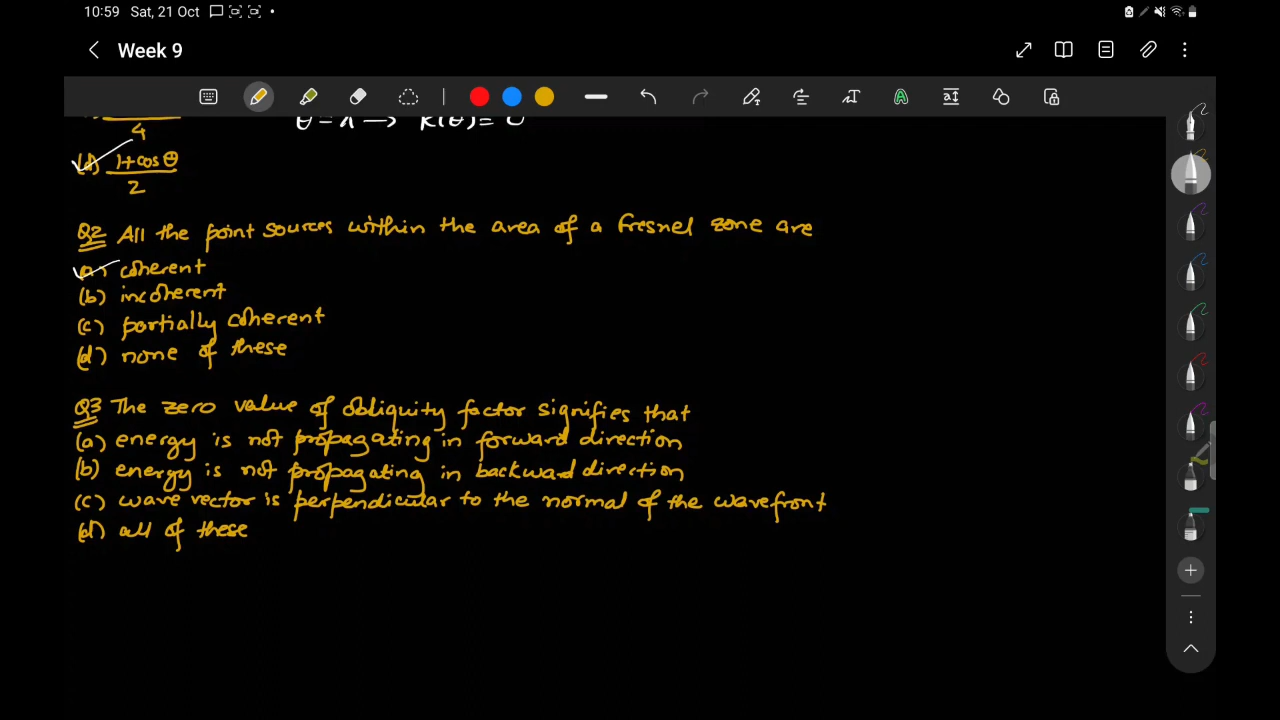 10:59 Sat, 21 Oct
Week 9
4
θ = π → K(θ) = 0
(d) 1+cos θ
2
Q2 All the point sources within the area of a fresnel zone are
(a) coherent
(b) incoherent
(c) partially coherent
(d) none of these
Q3 The zero value of obliquity factor signifies that
(a) energy is not propagating in forward direction
(b) energy is not propagating in backward direction
(c) wave vector is perpendicular to the normal of the wavefront
(d) all of these